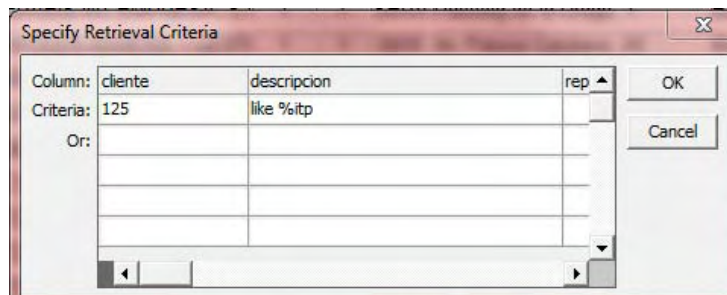 Specify Retrieval Criteria
Column: cliente descripcion rep OK
Criteria: 125 like %itp
Or: Cancel